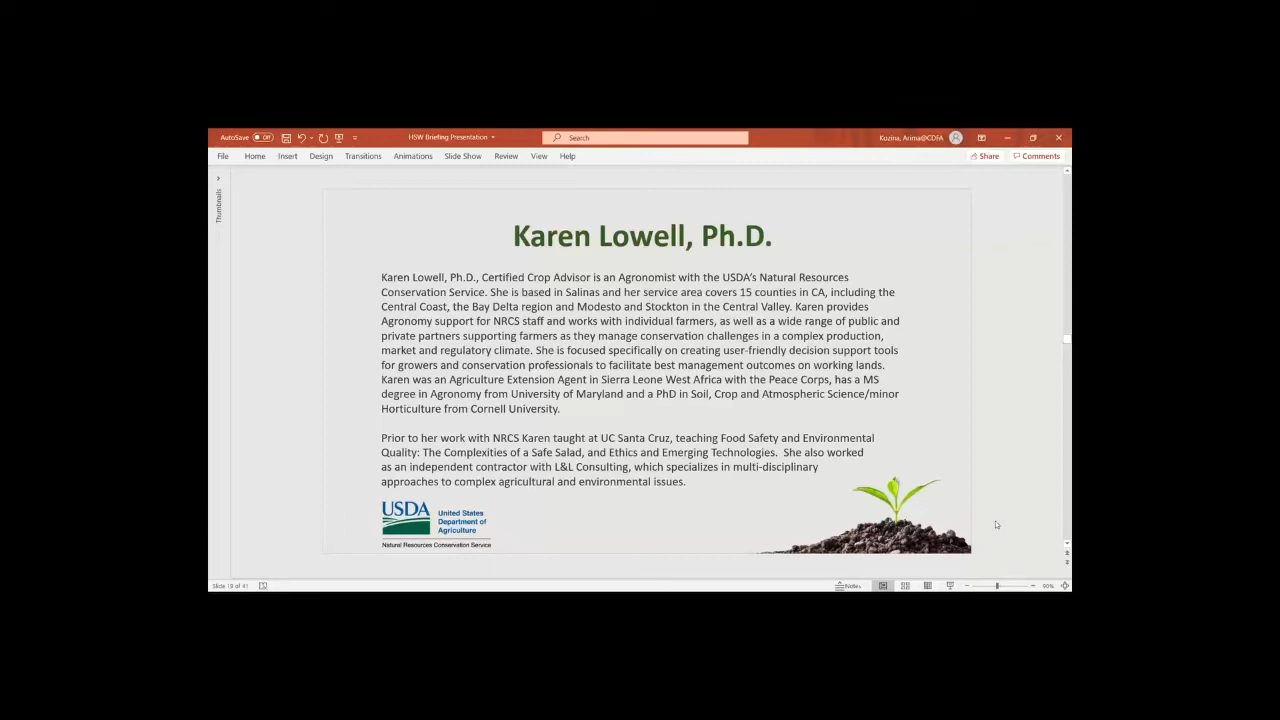 AutoSave Off
HSW Briefing Presentation
Search
Kozina, Arima@CDFA
File Home Insert Design Transitions Animations Slide Show Review View Help
Share Comments
Thumbnails
Karen Lowell, Ph.D.
Karen Lowell, Ph.D., Certified Crop Advisor is an Agronomist with the USDA's Natural Resources
Conservation Service. She is based in Salinas and her service area covers 15 counties in CA, including the
Central Coast, the Bay Delta region and Modesto and Stockton in the Central Valley. Karen provides
Agronomy support for NRCS staff and works with individual farmers, as well as a wide range of public and
private partners supporting farmers as they manage conservation challenges in a complex production,
market and regulatory climate. She is focused specifically on creating user-friendly decision support tools
for growers and conservation professionals to facilitate best management outcomes on working lands.
Karen was an Agriculture Extension Agent in Sierra Leone West Africa with the Peace Corps, has a MS
degree in Agronomy from University of Maryland and a PhD in Soil, Crop and Atmospheric Science/minor
Horticulture from Cornell University.
Prior to her work with NRCS Karen taught at UC Santa Cruz, teaching Food Safety and Environmental
Quality: The Complexities of a Safe Salad, and Ethics and Emerging Technologies. She also worked
as an independent contractor with L&L Consulting, which specializes in multi-disciplinary
approaches to complex agricultural and environmental issues.
USDA
United States
Department of
Agriculture
Natural Resources Conservation Service
Slide 19 of 41
Notes
90%